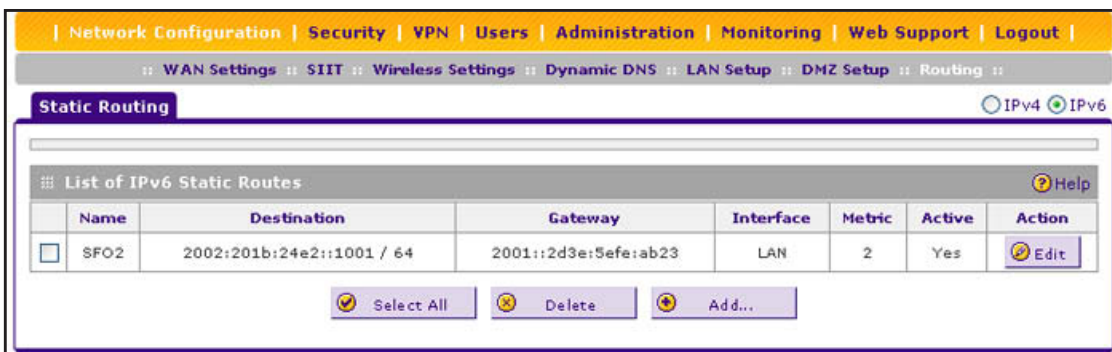 | Network Configuration | Security | VPN | Users | Administration | Monitoring | Web Support | Logout |
:: WAN Settings :: SIIT :: Wireless Settings :: Dynamic DNS :: LAN Setup :: DMZ Setup :: Routing ::
Static Routing IPv4 IPv6
List of IPv6 Static Routes Help
Name Destination Gateway Interface Metric Active Action
SFO2 2002:201b:24e2::1001 / 64 2001::2d3e:5efe:ab23 LAN 2 Yes Edit
Select All Delete Add...